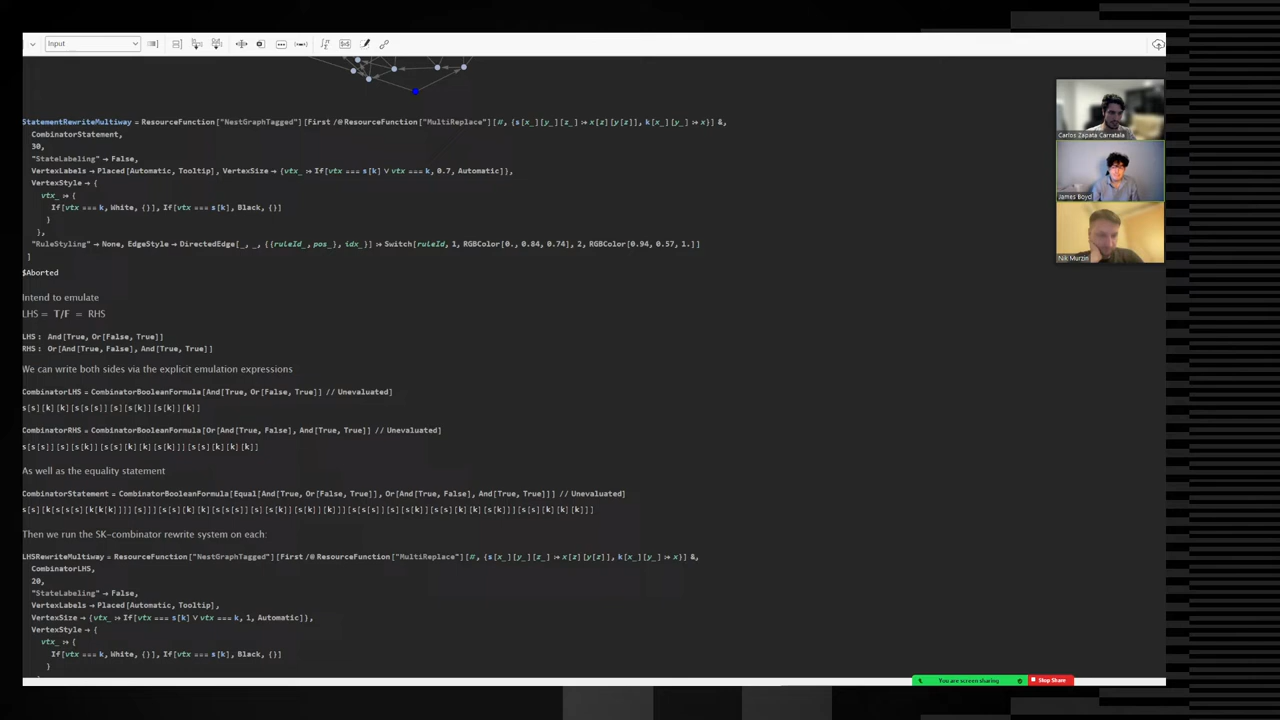 Input
StatementRewriteMultiway = ResourceFunction["NestGraphTagged"][First /@ ResourceFunction["MultiReplace"][#, {s[x_][y_][z_] :> x[z][y[z]], k[x_][y_] :> x}] &,
CombinatorStatement,
30,
"StateLabeling" → False,
VertexLabels → Placed[Automatic, Tooltip], VertexSize → {vtx_ :> If[vtx === s[k] ∨ vtx === k, 0.7, Automatic]},
VertexStyle → {
vtx_ :> {
If[vtx === k, White, {}], If[vtx === s[k], Black, {}]
}
},
"RuleStyling" → None, EdgeStyle → DirectedEdge[_, _, {{ruleId_, pos_}, idx_}] :> Switch[ruleId, 1, RGBColor[0., 0.84, 0.74], 2, RGBColor[0.94, 0.57, 1.]]
]
$Aborted
Intend to emulate
LHS = T/F = RHS
LHS: And[True, Or[False, True]]
RHS: Or[And[True, False], And[True, True]]
We can write both sides via the explicit emulation expressions
CombinatorLHS = CombinatorBooleanFormula[And[True, Or[False, True]] // Unevaluated]
s[s][k][k][s[s[s]][s][s[k]][s[k]][k]]
CombinatorRHS = CombinatorBooleanFormula[Or[And[True, False], And[True, True]] // Unevaluated]
s[s[s]][s][s[k]][s[s][k][k][s[k]]][s[s][k][k][k]]
As well as the equality statement
CombinatorStatement = CombinatorBooleanFormula[Equal[And[True, Or[False, True]], Or[And[True, False], And[True, True]]] // Unevaluated]
Then we run the SK-combinator rewrite system on each:
LHSRewriteMultiway = ResourceFunction["NestGraphTagged"][First /@ ResourceFunction["MultiReplace"][#, {s[x_][y_][z_] :> x[z][y[z]], k[x_][y_] :> x}] &,
CombinatorLHS,
20,
"StateLabeling" → False,
VertexLabels → Placed[Automatic, Tooltip],
VertexSize → {vtx_ :> If[vtx === s[k] ∨ vtx === k, 1, Automatic]},
VertexStyle → {
vtx_ :> {
If[vtx === k, White, {}], If[vtx === s[k], Black, {}]
}
Carlos Zapata Carratala
James Boyd
Nik Murzin
You are screen sharing
Stop Share